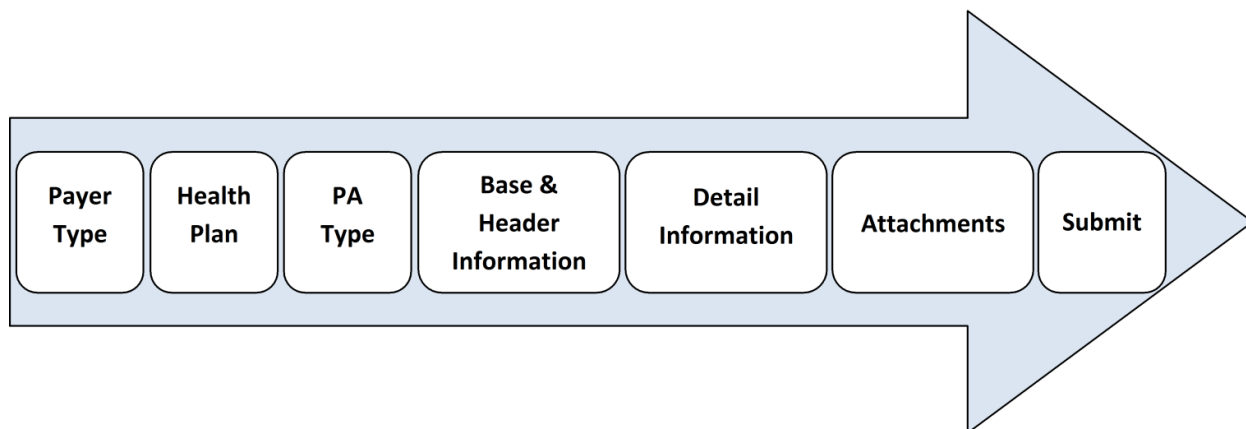 Payer
Type
Health
Plan
PA
Type
Base &
Header
Information
Detail
Information
Attachments
Submit